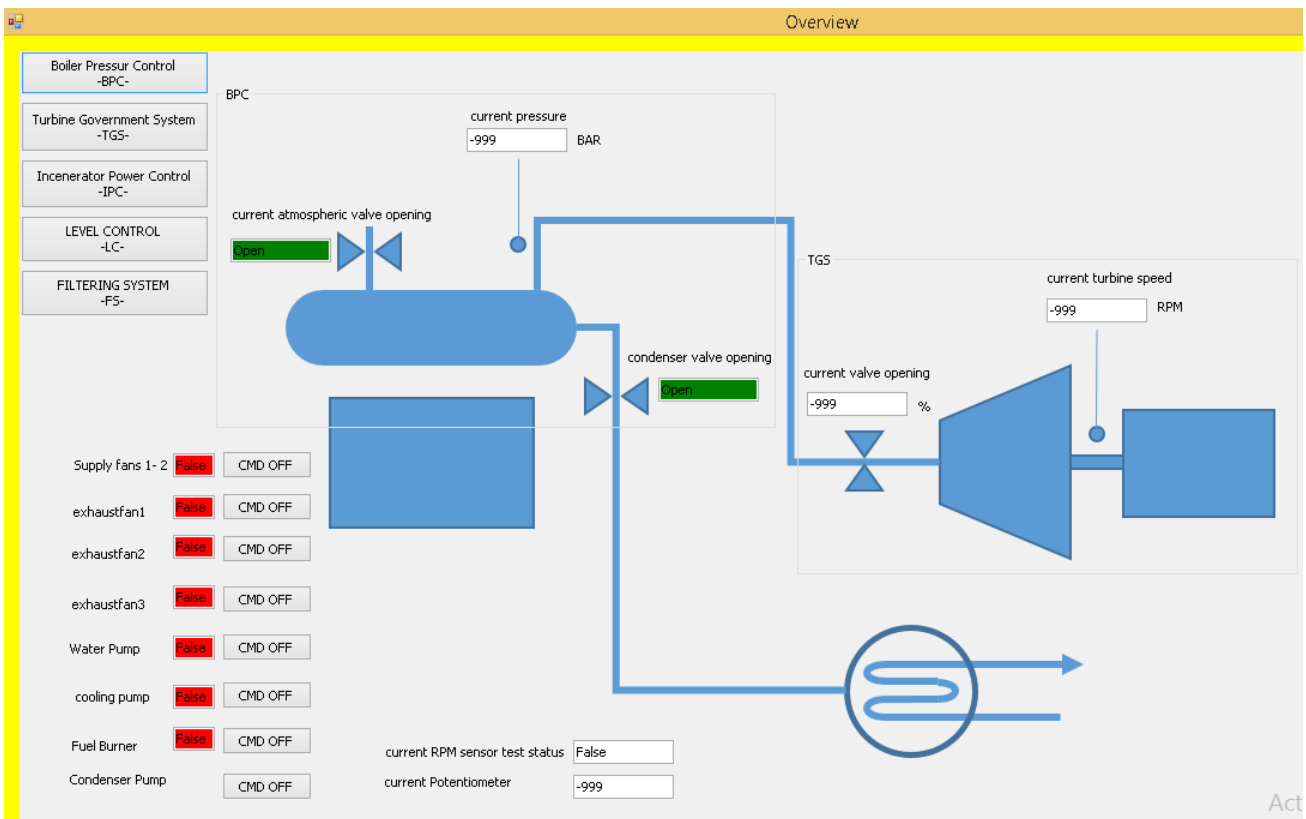 Overview
Boiler Pressur Control
-BPC-
Turbine Government System
-TGS-
Incenerator Power Control
-IPC-
LEVEL CONTROL
-LC-
FILTERING SYSTEM
-FS-
BPC
current pressure
-999 BAR
current atmospheric valve opening
Open
condenser valve opening
Open
TGS
current turbine speed
-999 RPM
current valve opening
-999 %
Supply fans 1- 2 False CMD OFF
exhaustfan1 False CMD OFF
exhaustfan2 False CMD OFF
exhaustfan3 False CMD OFF
Water Pump False CMD OFF
cooling pump False CMD OFF
Fuel Burner False CMD OFF
Condenser Pump CMD OFF
current RPM sensor test status False
current Potentiometer -999
Act